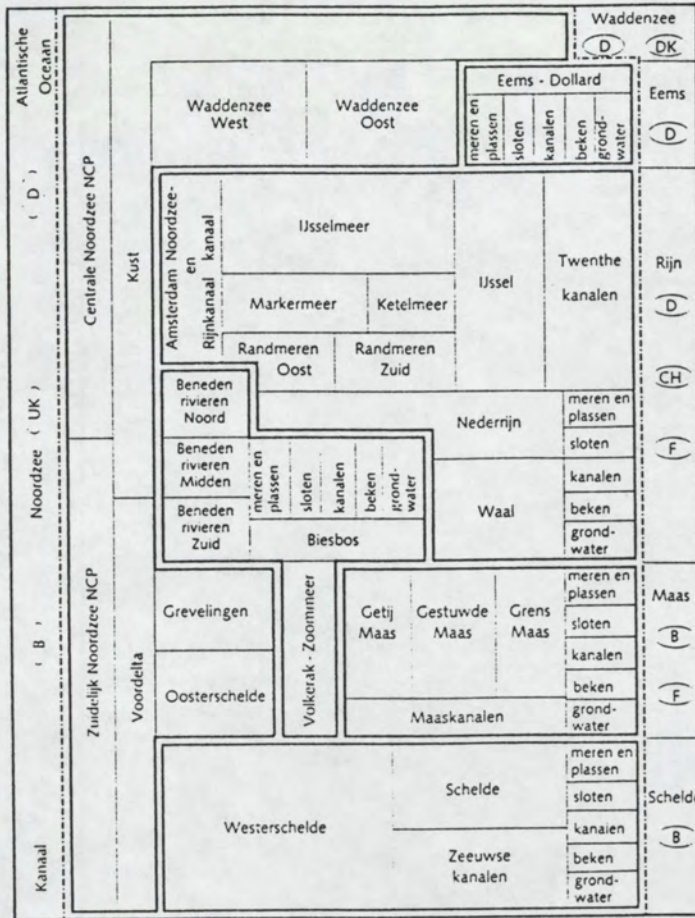 Atlantische
Oceaan
( D )
Noordzee ( UK )
( B )
Kanaal
Centrale Noordzee NCP
Zuidelijk Noordzee NCP
Kust
Voordelta
Waddenzee
D
DK
Waddenzee
West
Waddenzee
Oost
Eems - Dollard
meren en
plassen
sloten
kanalen
beken
grond-
water
Eems
D
Amsterdam Noordzee-
en
Rijnkanaal kanaal
IJsselmeer
Markermeer
Ketelmeer
Randmeren
Oost
Randmeren
Zuid
IJssel
Twenthe
kanalen
Rijn
D
CH
F
Beneden
rivieren
Noord
Nederrijn
meren en
plassen
sloten
kanalen
beken
grond-
water
Beneden
rivieren
Midden
meren en
plassen
sloten
kanalen
beken
grond-
water
Waal
Beneden
rivieren
Zuid
Biesbos
Grevelingen
Oosterschelde
Volkerak - Zoommeer
Getij
Maas
Gestuwde
Maas
Grens
Maas
Maaskanalen
meren en
plassen
sloten
kanalen
beken
grond-
water
Maas
B
F
Westerschelde
Schelde
Zeeuwse
kanalen
meren en
plassen
sloten
kanalen
beken
grond-
water
Schelde
B